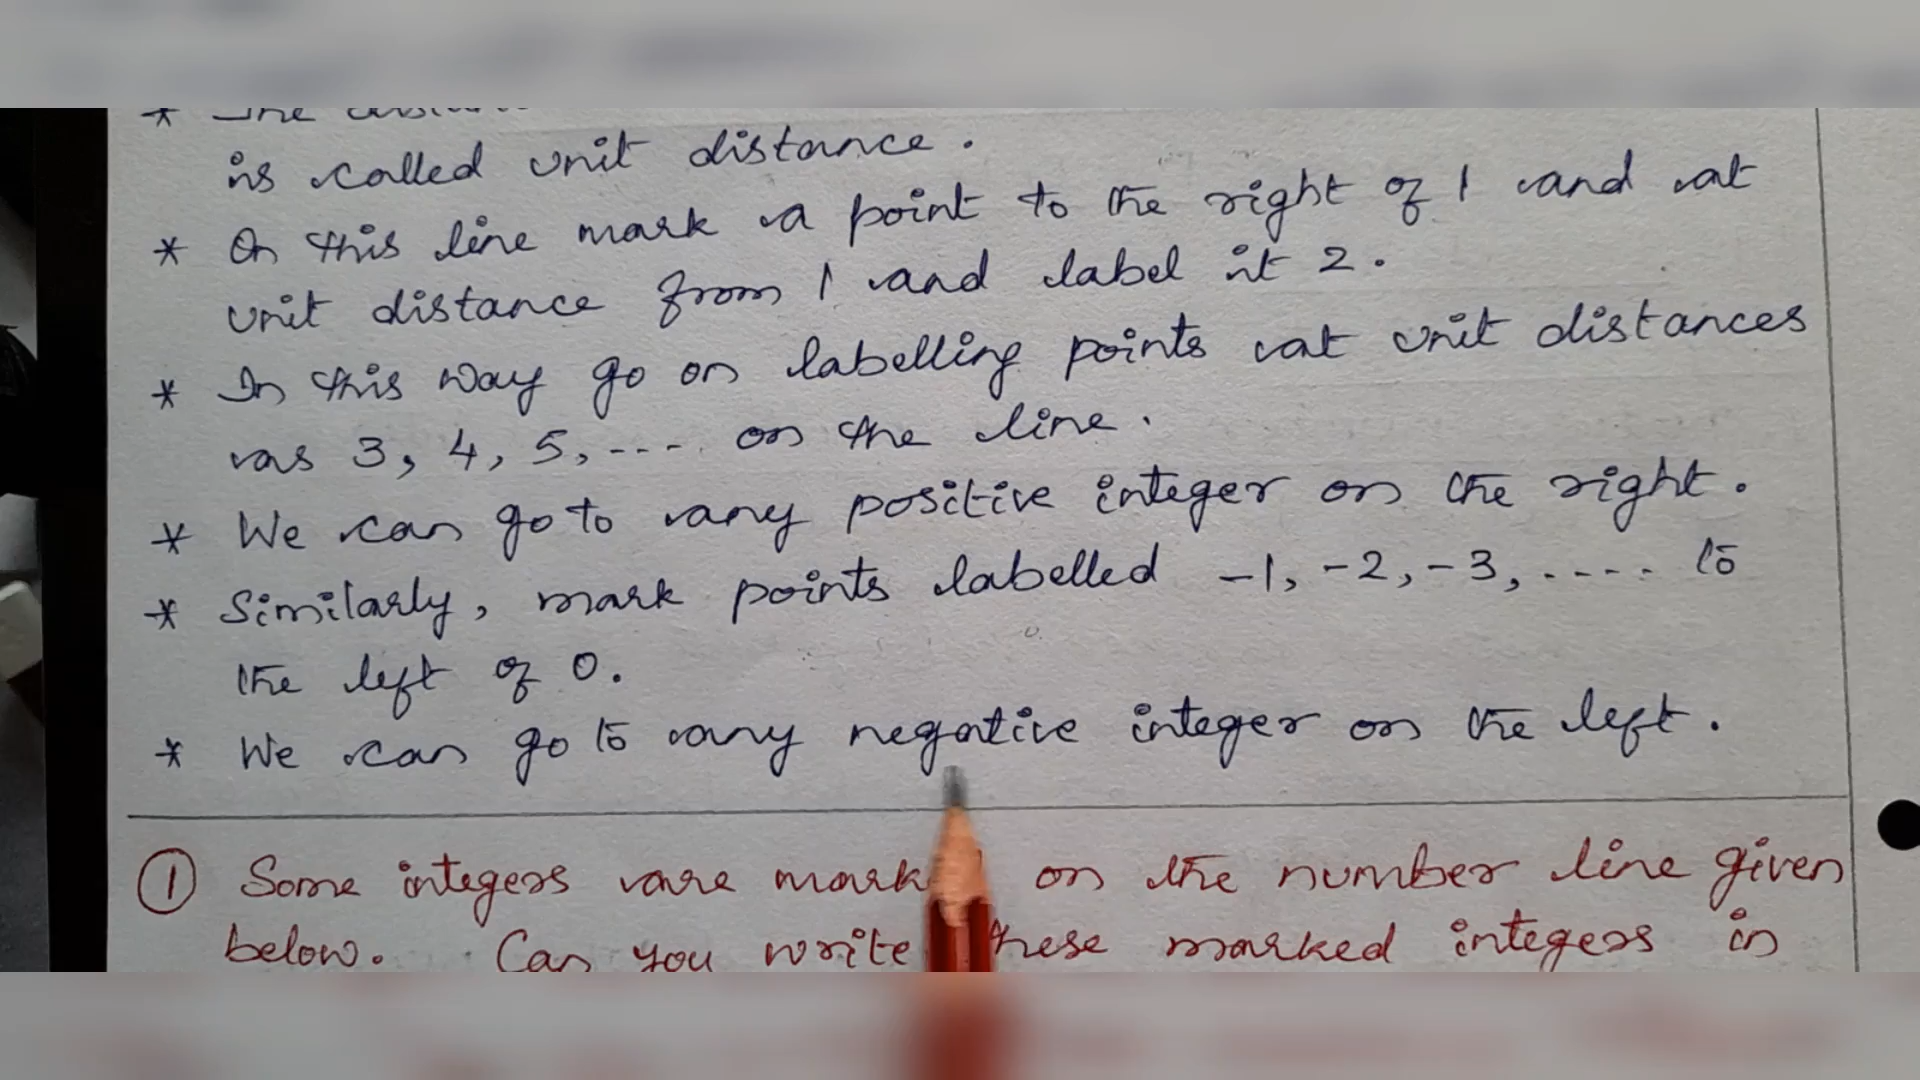 * The
is called unit distance.
* On this line mark a point to the right of 1 and at
unit distance from 1 and label it 2.
* In this way go on labelling points at unit distances
as 3, 4, 5, .... on the line.
* We can go to any positive integer on the right.
* Similarly, mark points labelled -1, -2, -3, ..... to
the left of 0.
* We can go to any negative integer on the left.
① Some integers are on the number line given
below. Can you write these marked integers in